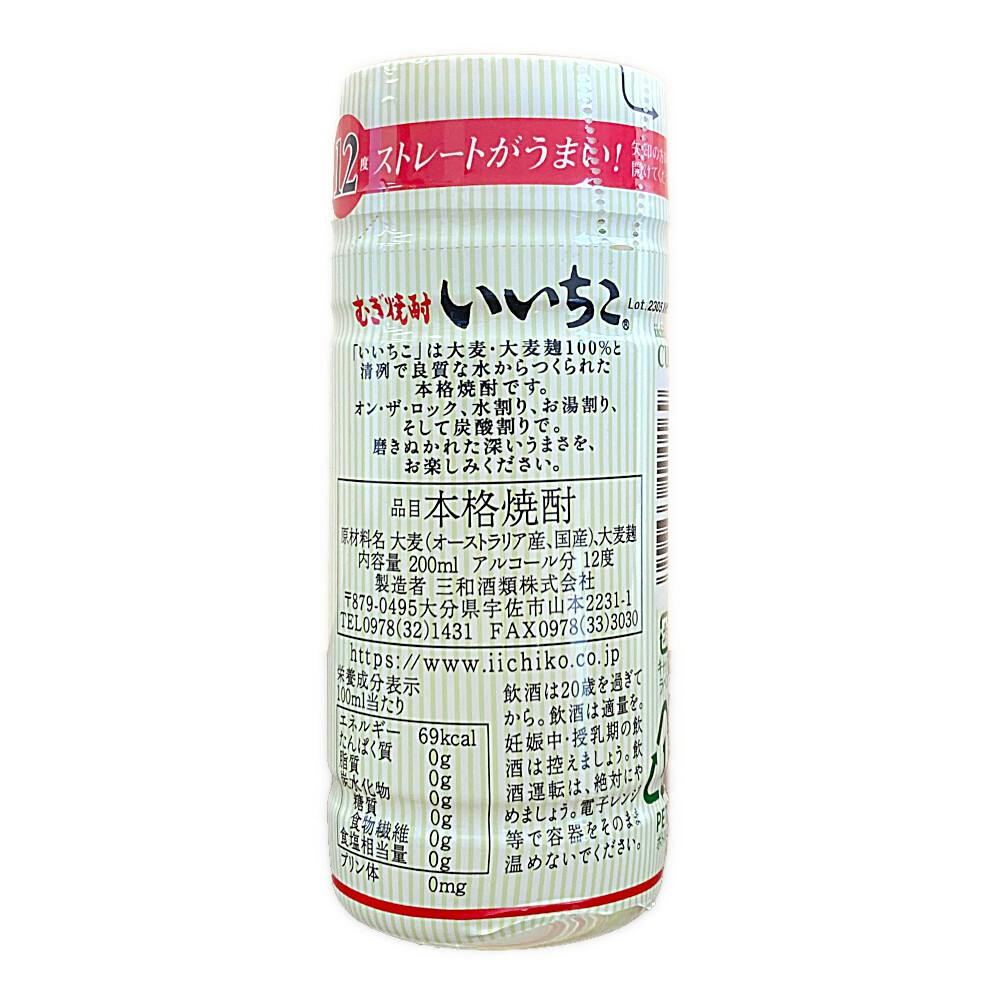 12度 ストレートがうまい!
むぎ焼酎 いいちこ®
Lot.2305
「いいちこ」は大麦・大麦麹100%と
清冽で良質な水からつくられた
本格焼酎です。
オン・ザ・ロック、水割り、お湯割り、
そして炭酸割りで。
磨きぬかれた深いうまさを、
お楽しみください。
品目 本格焼酎
原材料名 大麦(オーストラリア産、国産)、大麦麹
内容量 200ml アルコール分 12度
製造者 三和酒類株式会社
〒879-0495大分県宇佐市山本2231-1
TEL0978(32)1431 FAX0978(33)3030
https://www.iichiko.co.jp
栄養成分表示
100ml当たり
エネルギー 69kcal
たんぱく質 0g
脂質 0g
炭水化物 0g
糖質 0g
食物繊維 0g
食塩相当量 0g
プリン体 0mg
飲酒は20歳を過ぎて
から。飲酒は適量を。
妊娠中・授乳期の飲
酒は控えましょう。飲
酒運転は、絶対にや
めましょう。電子レンジ
等で容器をそのまま
温めないでください。